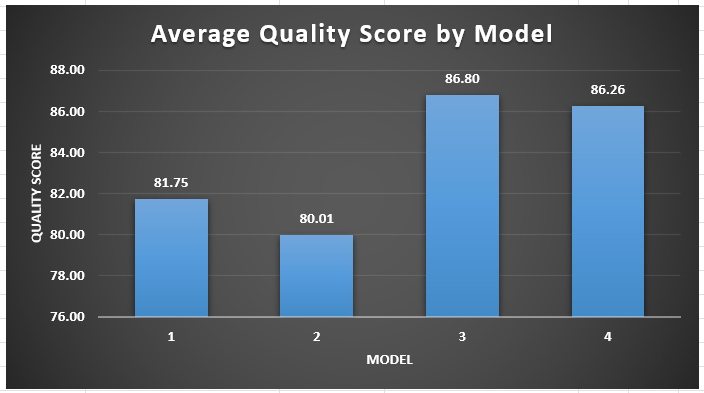 Average Quality Score by Model
88.00
86.00
84.00
82.00
80.00
78.00
76.00
QUALITY SCORE
81.75
80.01
86.80
86.26
1 2 3 4
MODEL